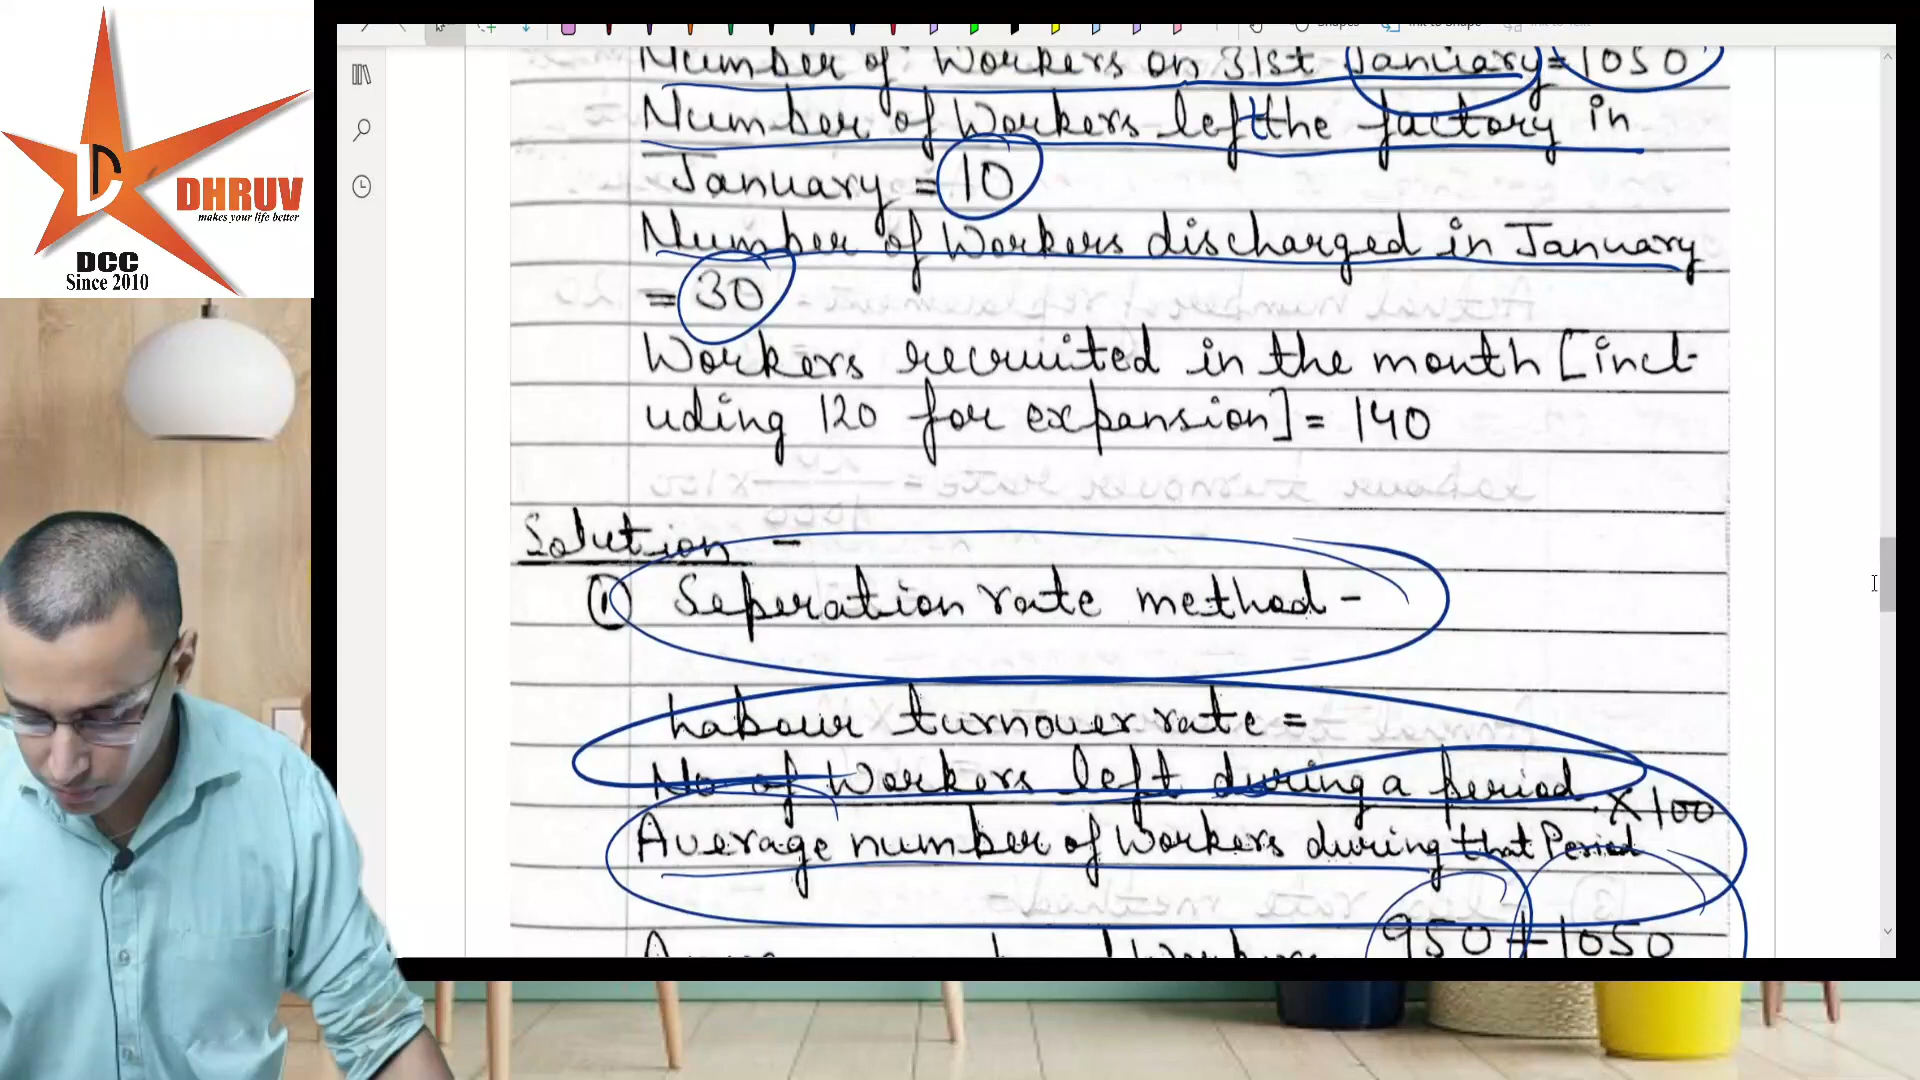 D
DHRUV
makes your life better
DCC
Since 2010
Number of Workers on 31st January = 1050
Number of Workers left the factory in
January = 10
Number of Workers discharged in January
= 30
Workers recruited in the month [incl-
uding 120 for expansion] = 140
Solution -
① Seperation rate method -
Labour turnover rate =
No of Workers left during a period × 100
Average number of Workers during that Period
Workers 950 + 1050